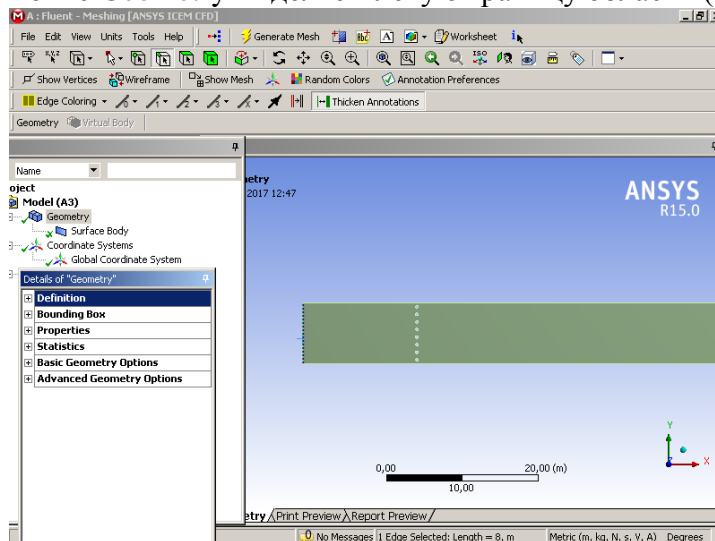 A : Fluent - Meshing [ANSYS ICEM CFD]
File Edit View Units Tools Help Generate Mesh Worksheet
Show Vertices Wireframe Show Mesh Random Colors Annotation Preferences
Edge Coloring Thicken Annotations
Geometry Virtual Body
Name
oject
Model (A3)
Geometry
Surface Body
Coordinate Systems
Global Coordinate System
Details of "Geometry"
Definition
Bounding Box
Properties
Statistics
Basic Geometry Options
Advanced Geometry Options
ometry
2017 12:47
ANSYS
R15.0
Y
X
0,00 20,00 (m)
10,00
etry Print Preview Report Preview
No Messages 1 Edge Selected: Length = 8, m Metric (m, kg, N, s, V, A) Degrees